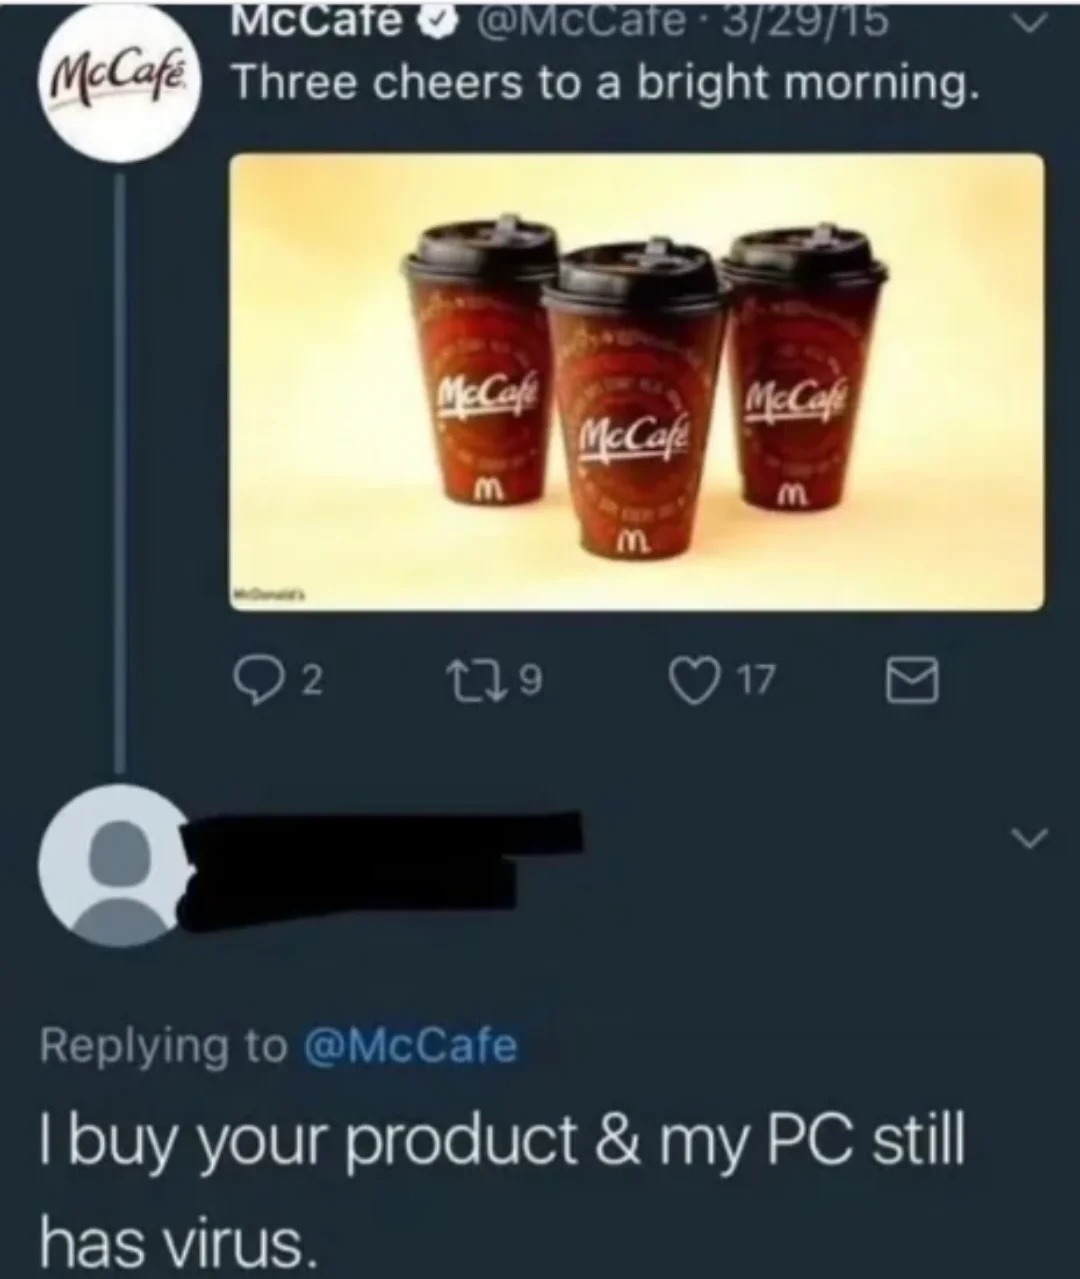 McCafé @McCafe · 3/29/15
McCafé
Three cheers to a bright morning.
McCafé
McCafé
McCafé
m
m
m
McDonald's
2 9 17
Replying to @McCafe
I buy your product & my PC still
has virus.